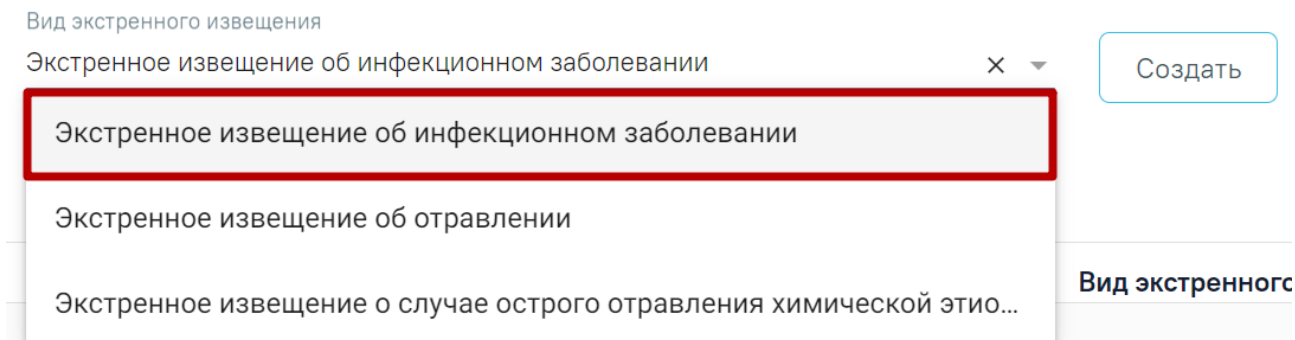 Вид экстренного извещения
Экстренное извещение об инфекционном заболевании
Создать
Экстренное извещение об инфекционном заболевании
Экстренное извещение об отравлении
Вид экстренного
Экстренное извещение о случае острого отравления химической этио...